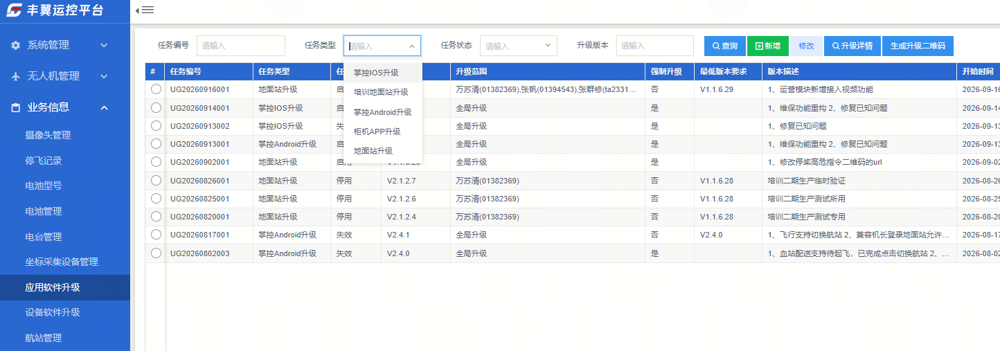 丰翼运控平台
系统管理
无人机管理
业务信息
摄像头管理
停飞记录
电池型号
电池管理
电台管理
坐标采集设备管理
应用软件升级
设备软件升级
航站管理
任务编号 请输入 任务类型 请输入 任务状态 请输入 升级版本 请输入 查询 新增 修改 升级详情 生成升级二维码
掌控IOS升级
培训地面站升级
掌控Android升级
柜机APP升级
地面站升级
# 任务编号 任务类型 升级范围 强制升级 最低版本要求 版本描述 开始时间
UG20260916001 地面站升级 启 万苏清(01382369),张帆(01394543),张群修(ta2331... 否 V1.1.6.29 1、运营模块新增接入视频功能 2026-09-16
UG20260914001 掌控IOS升级 启 全局升级 是 1、维保功能重构 2、修复已知问题 2026-09-14
UG20260913002 掌控IOS升级 失 全局升级 是 1、修复已知问题 2026-09-13
UG20260913001 掌控Android升级 启 全局升级 是 1、维保功能重构 2、修复已知问题 2026-09-13
UG20260902001 地面站升级 启用 全局升级 是 1、修改停桨高危指令二维码的url 2026-09-02
UG20260826001 地面站升级 停用 V2.1.2.7 万苏清(01382369) 否 V1.1.6.28 培训二期生产临时验证 2026-08-26
UG20260825001 地面站升级 停用 V2.1.2.6 万苏清(01382369) 否 V1.1.6.28 培训二期生产测试所用 2026-08-25
UG20260820001 地面站升级 停用 V2.1.2.4 万苏清(01382369) 否 V1.1.6.28 培训二期生产测试专用 2026-08-20
UG20260817001 掌控Android升级 失效 V2.4.1 全局升级 否 V2.4.0 1、飞行支持切换航站 2、兼容机长登录地面站允许... 2026-08-17
UG20260802003 掌控Android升级 失效 V2.4.0 全局升级 是 1、血站配送支持待起飞，已完成点击切换航站 2、... 2026-08-02